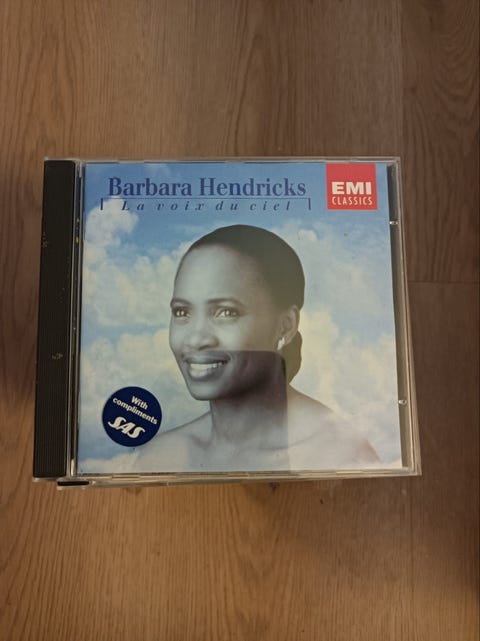 Barbara Hendricks
La voix du ciel
EMI
CLASSICS
With
compliments
SAS